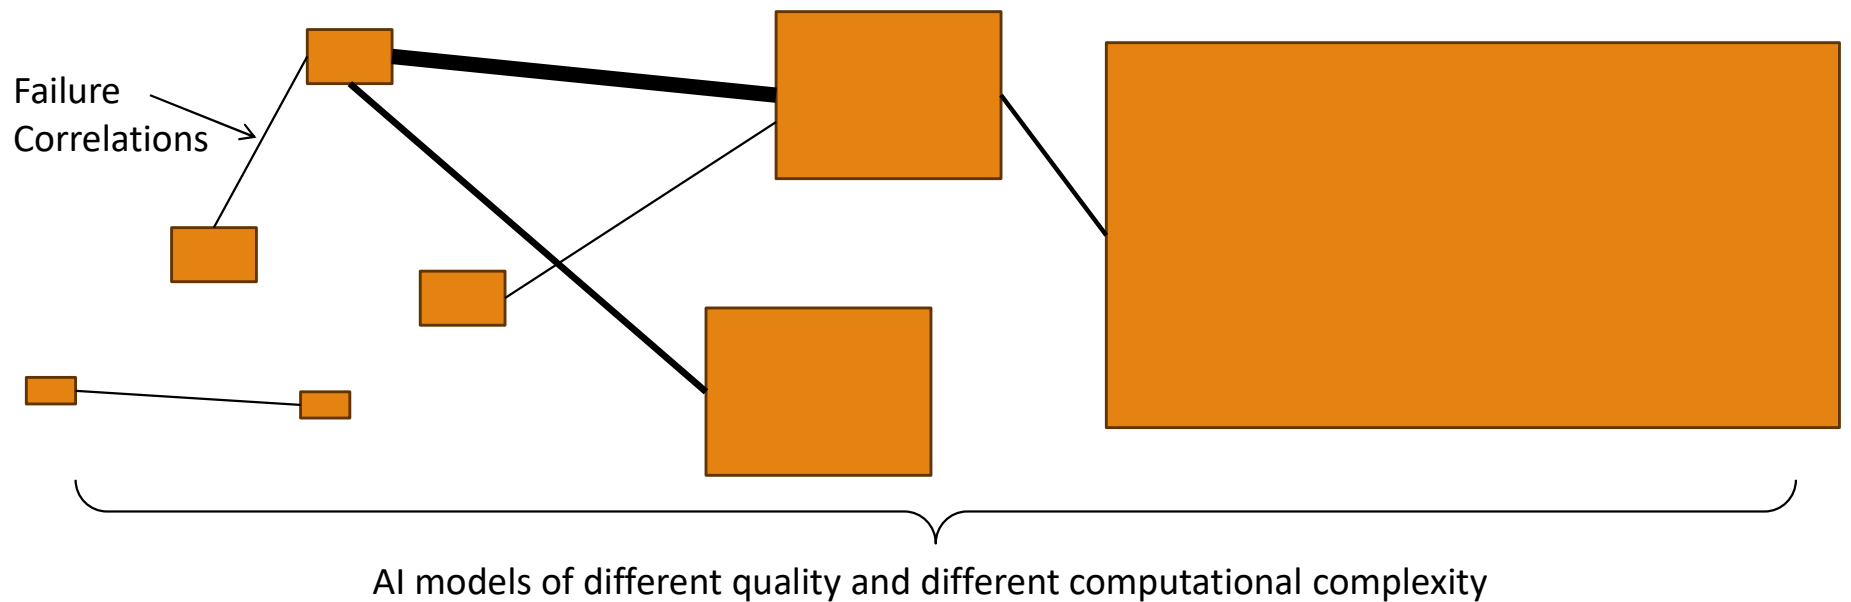 Failure
Correlations
AI models of different quality and different computational complexity